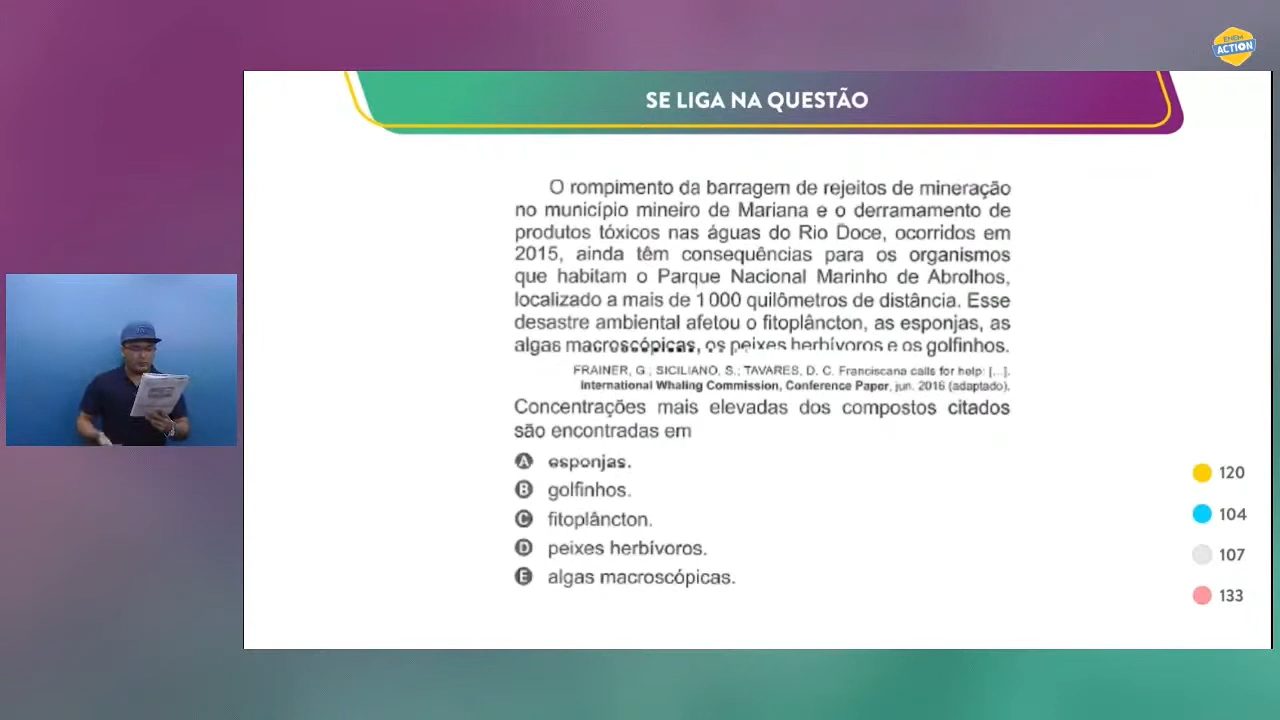 ENEM
ACTION
SE LIGA NA QUESTÃO
O rompimento da barragem de rejeitos de mineração
no município mineiro de Mariana e o derramamento de
produtos tóxicos nas águas do Rio Doce, ocorridos em
2015, ainda têm consequências para os organismos
que habitam o Parque Nacional Marinho de Abrolhos,
localizado a mais de 1 000 quilômetros de distância. Esse
desastre ambiental afetou o fitoplâncton, as esponjas, as
algas macroscópicas, os peixes herbívoros e os golfinhos.
FRAINER, G.; SICILIANO, S.; TAVARES, D. C. Franciscana calls for help: [...].
International Whaling Commission, Conference Paper, jun. 2016 (adaptado).
Concentrações mais elevadas dos compostos citados
são encontradas em
A esponjas.
B golfinhos.
C fitoplâncton.
D peixes herbívoros.
E algas macroscópicas.
120
104
107
133